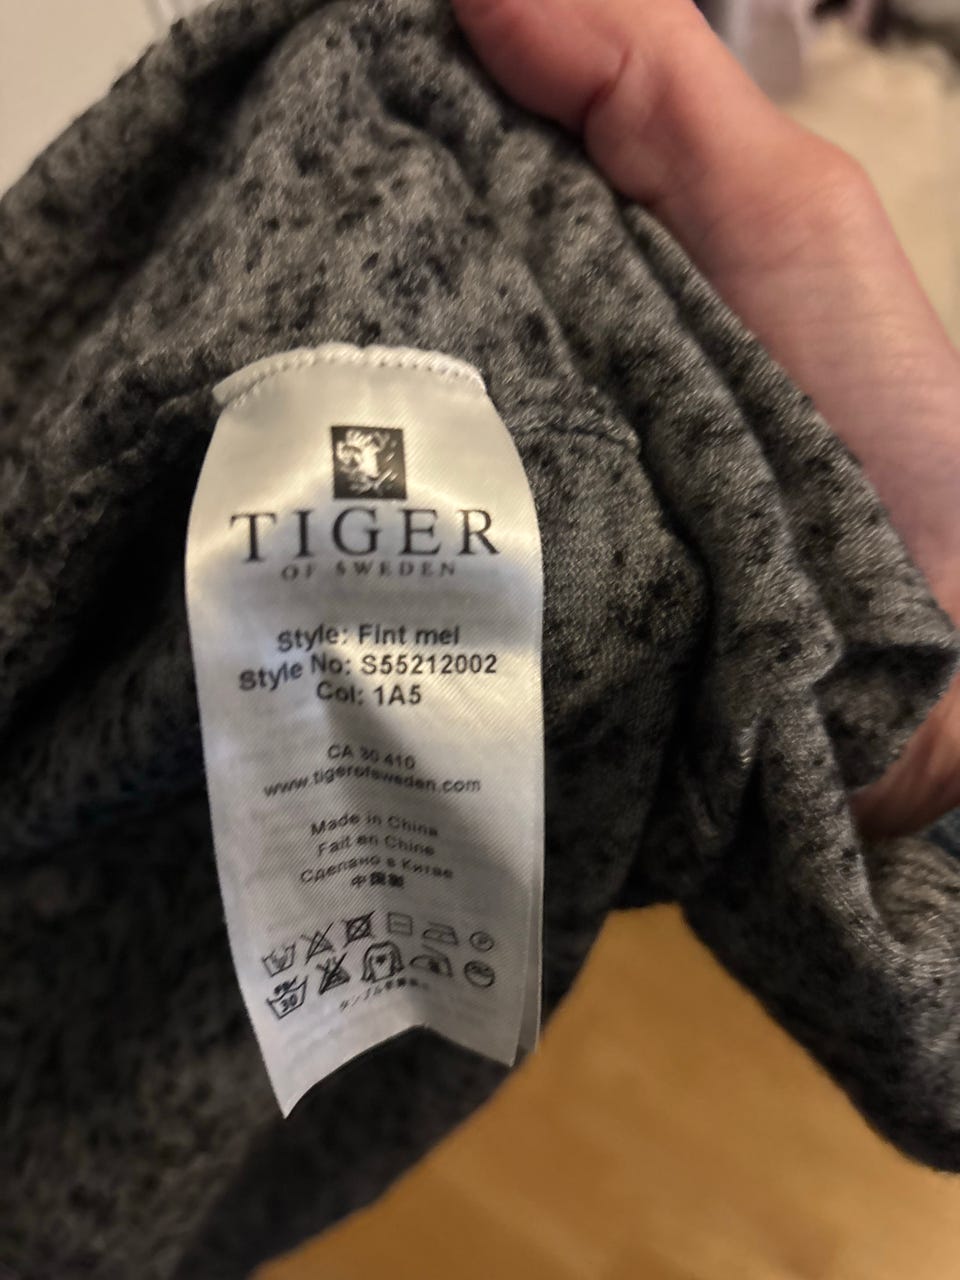 TIGER
OF SWEDEN
Style: Fint mel
Style No: S55212002
Col: 1A5
CA 30 410
www.tigerofsweden.com
Made in China
Fait en Chine
Сделано в Китае
中国製
30